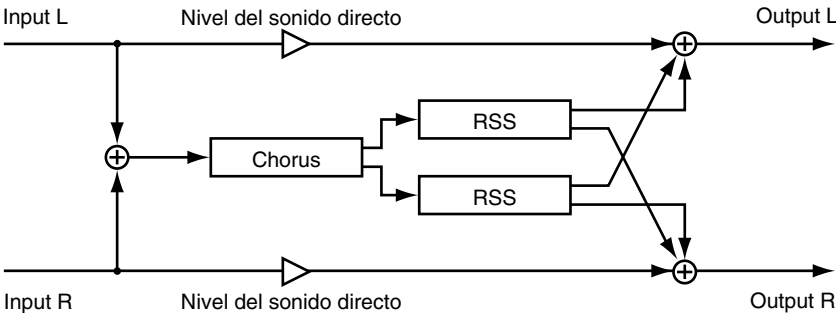 Input L
Nivel del sonido directo
Output L
RSS
Chorus
RSS
Input R
Nivel del sonido directo
Output R